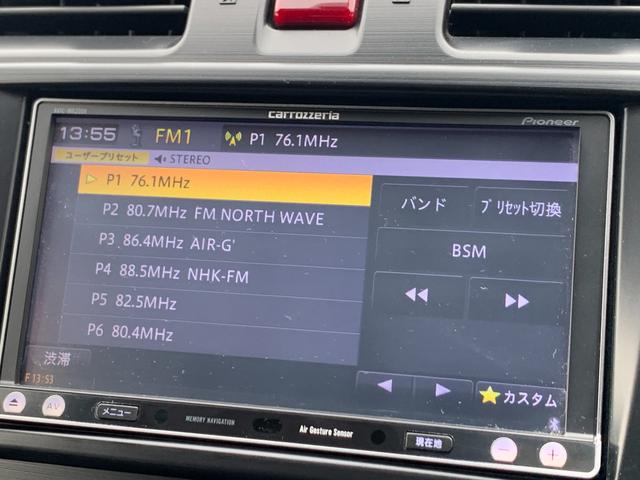 carrozzeria
Pioneer
13:55 FM1 P1 76.1MHz
ユーザープリセット STEREO
P1 76.1MHz
P2 80.7MHz FM NORTH WAVE
P3 86.4MHz AIR-G'
P4 88.5MHz NHK-FM
P5 82.5MHz
P6 80.4MHz
バンド
プリセット切換
BSM
渋滞
F 13:53
カスタム
AV
メニュー
MEMORY NAVIGATION
Air Gesture Sensor
現在地